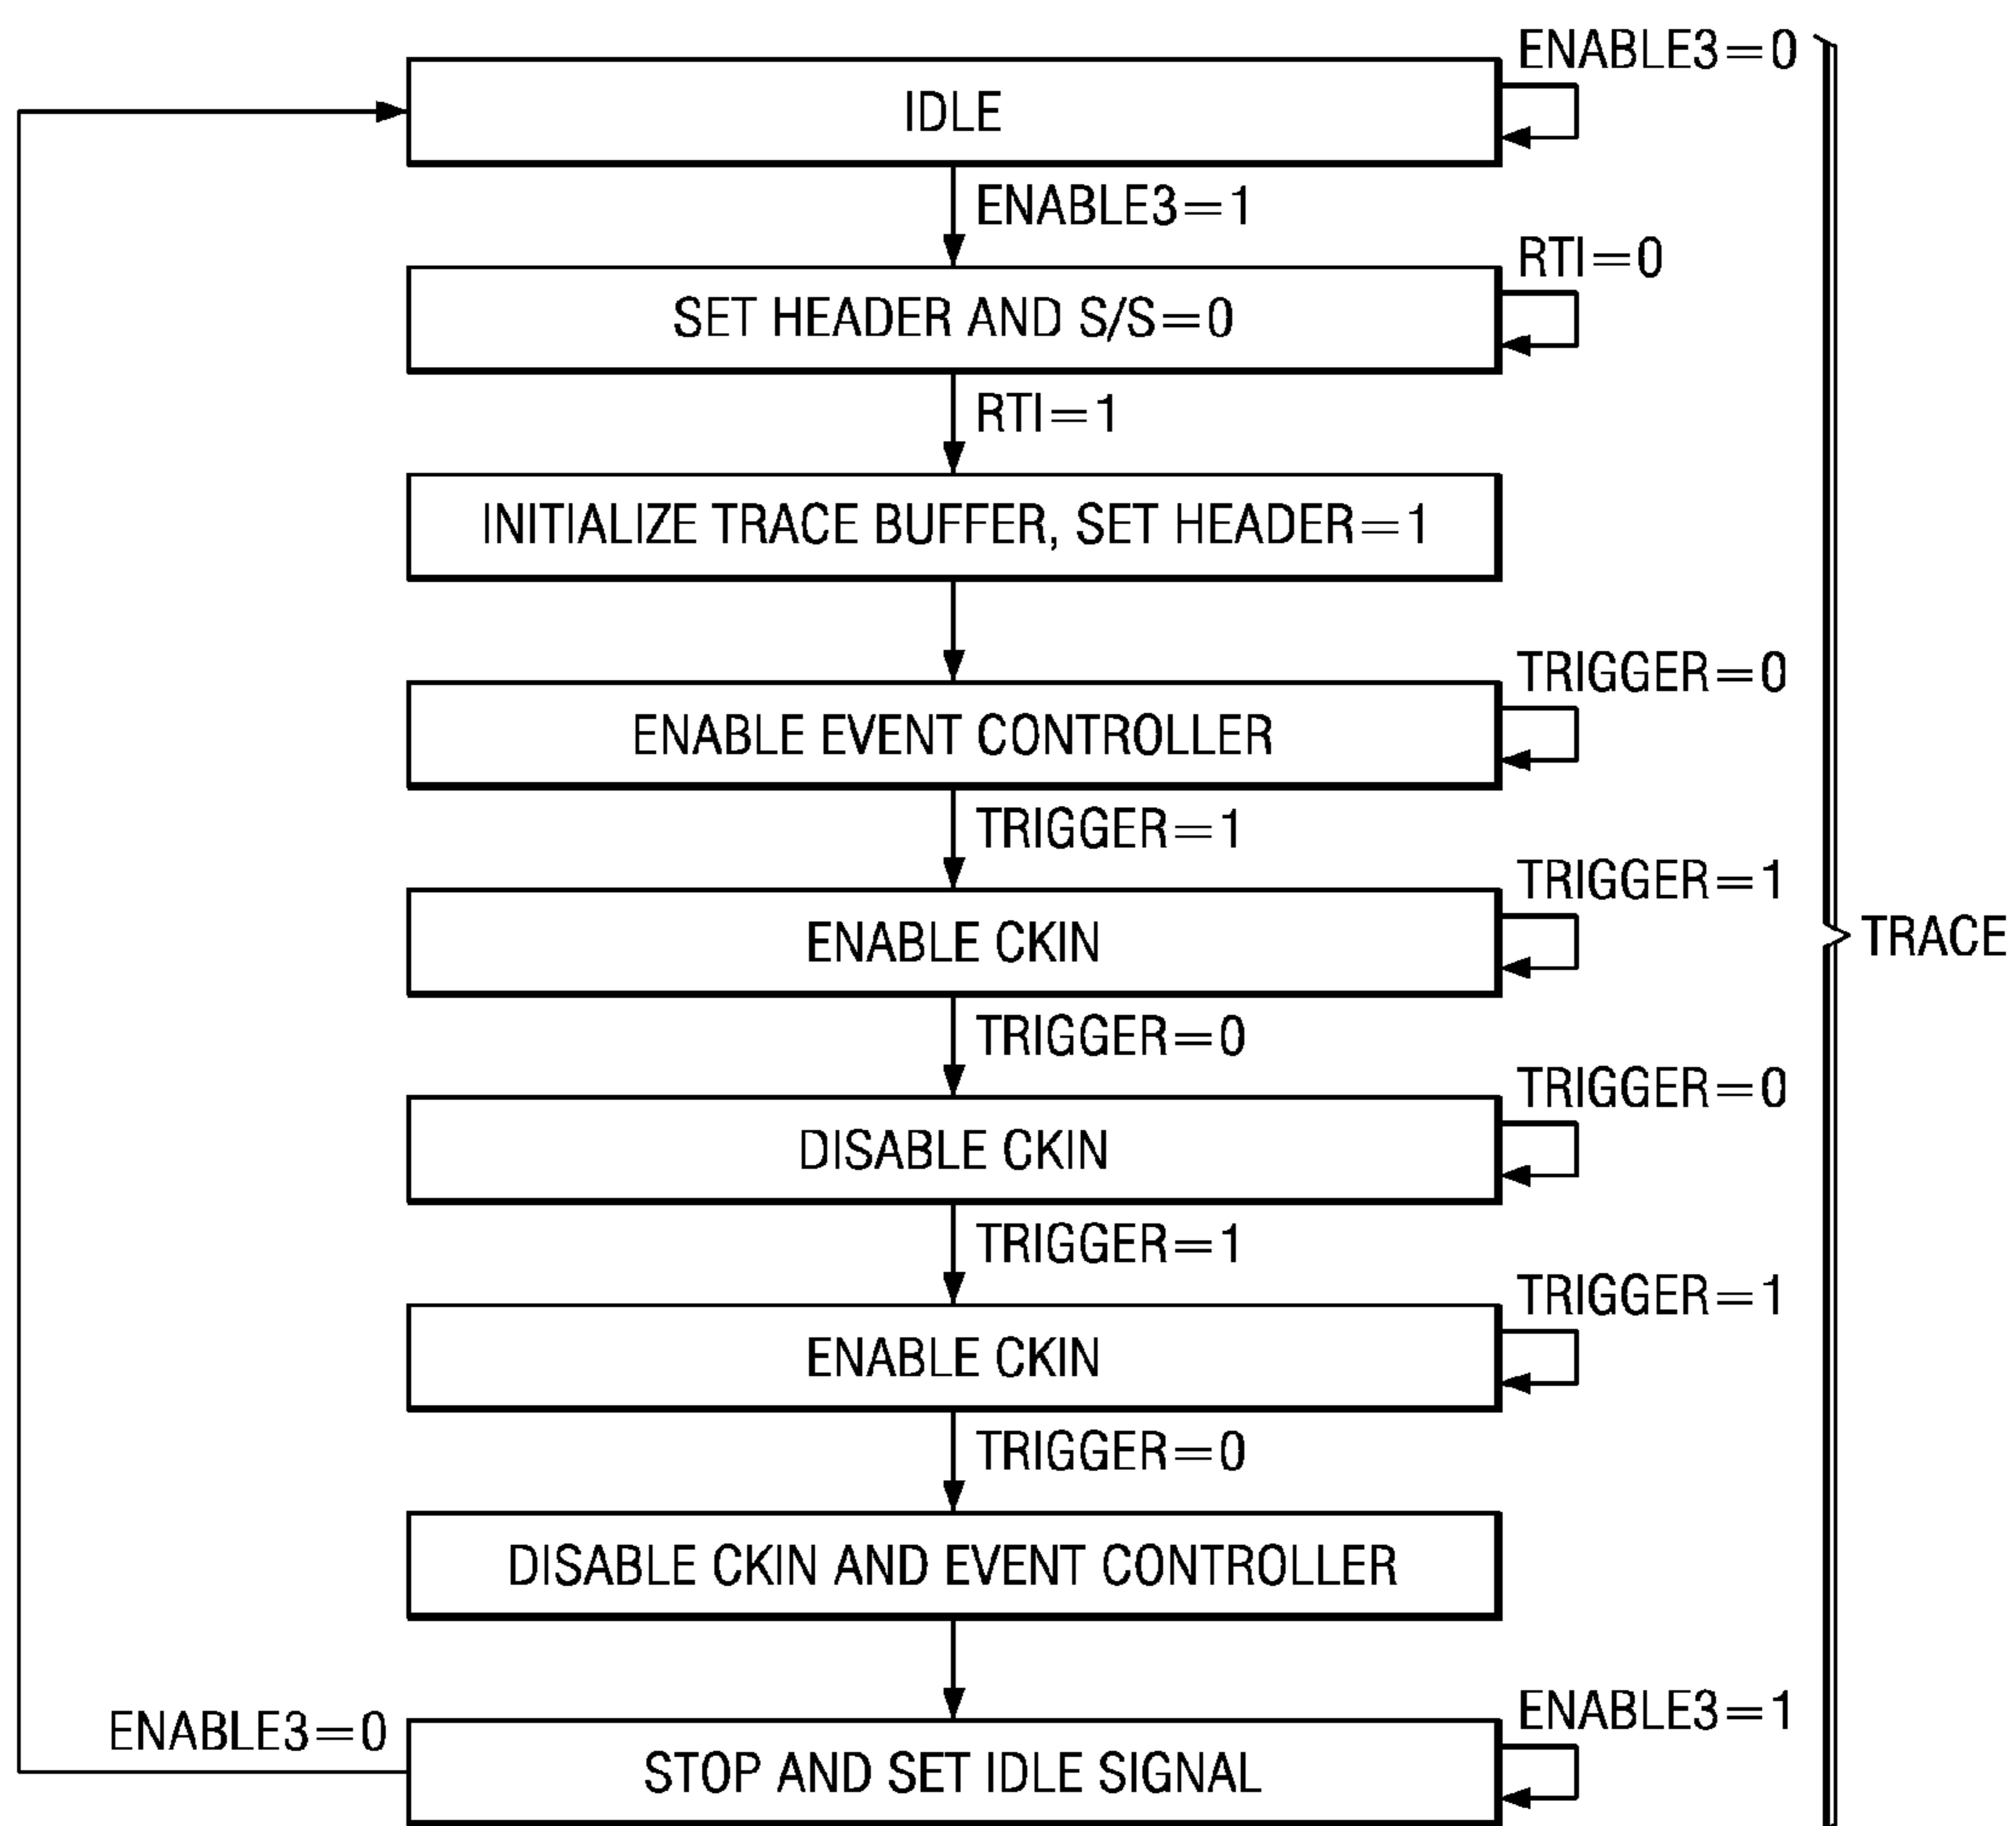 ENABLE3=0
IDLE
ENABLE3=1
RTI=0
SET HEADER AND S/S=0
RTI=1
INITIALIZE TRACE BUFFER, SET HEADER=1
TRIGGER=0
ENABLE EVENT CONTROLLER
TRIGGER=1
TRIGGER=1
ENABLE CKIN
TRACE
TRIGGER=0
TRIGGER=0
DISABLE CKIN
TRIGGER=1
TRIGGER=1
ENABLE CKIN
TRIGGER=0
DISABLE CKIN AND EVENT CONTROLLER
ENABLE3=1
ENABLE3=0
STOP AND SET IDLE SIGNAL